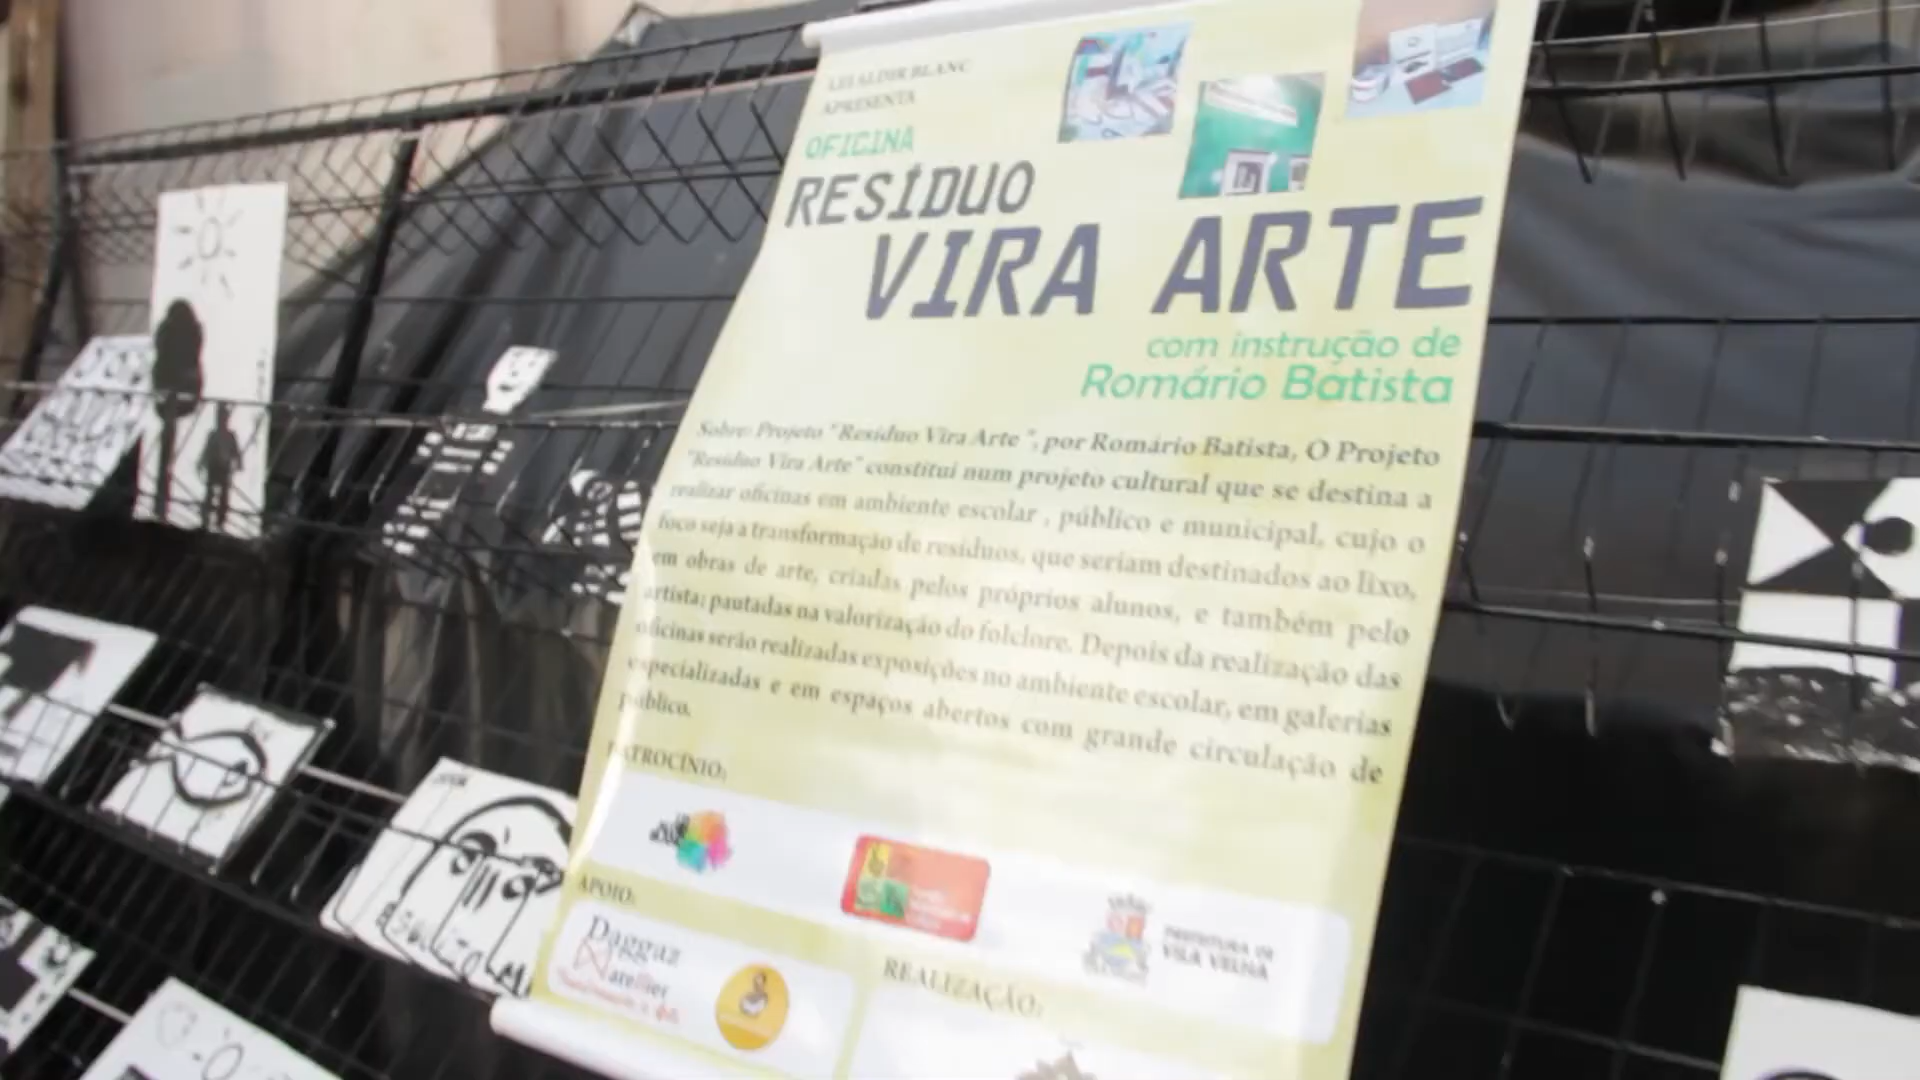 LEI ALDIR BLANC
APRESENTA
OFICINA
RESÍDUO
VIRA ARTE
com instrução de
Romário Batista
Sobre: Projeto "Resíduo Vira Arte ", por Romário Batista, O Projeto
"Resíduo Vira Arte" constitui num projeto cultural que se destina a
realizar oficinas em ambiente escolar , público e municipal, cujo o
foco seja a transformação de resíduos, que seriam destinados ao lixo,
em obras de arte, criadas pelos próprios alunos, e também pelo
artista; pautadas na valorização do folclore. Depois da realização das
oficinas serão realizadas exposições no ambiente escolar, em galerias
especializadas e em espaços abertos com grande circulação de
público.
PATROCÍNIO:
PREFEITURA DE
VILA VELHA
APOIO:
Daggaz
atellier
REALIZAÇÃO: